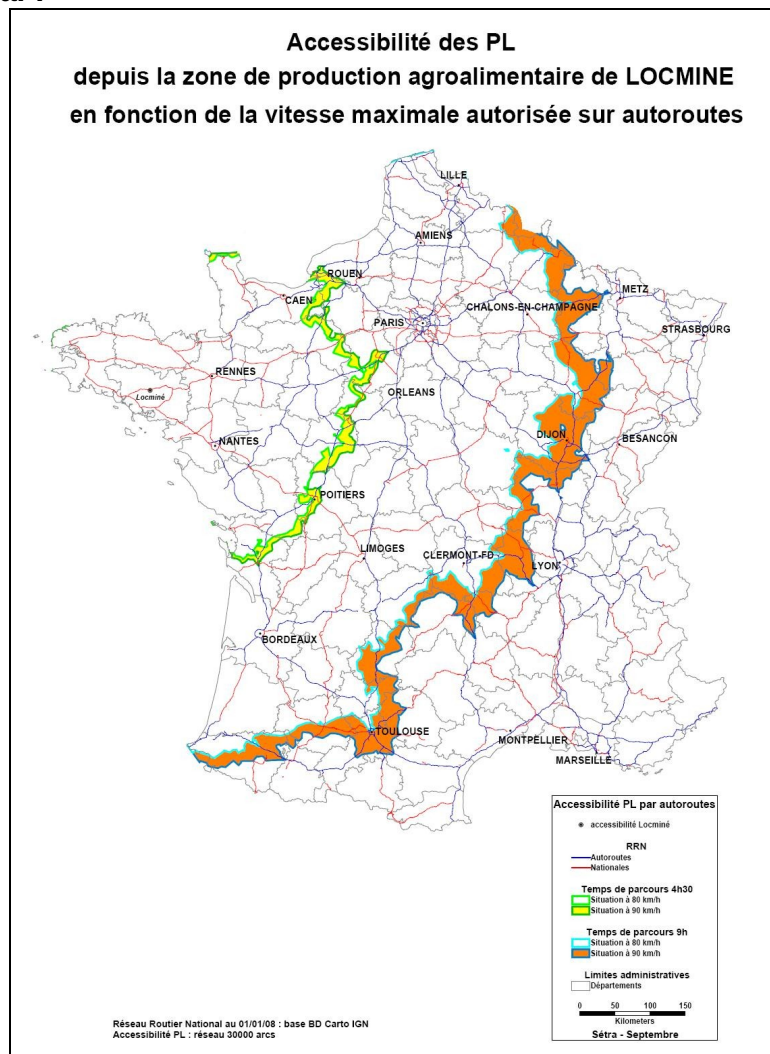 Accessibilité des PL
depuis la zone de production agroalimentaire de LOCMINE
en fonction de la vitesse maximale autorisée sur autoroutes
LILLE
AMIENS
ROUEN
CAEN
METZ
CHALONS-EN-CHAMPAGNE
PARIS
STRASBOURG
RENNES
Locminé
ORLEANS
NANTES
DIJON
BESANCON
POITIERS
LIMOGES
CLERMONT-FD
LYON
BORDEAUX
TOULOUSE
MONTPELLIER
MARSEILLE
Accessibilité PL par autoroutes
accessibilité Locminé
RRN
Autoroutes
Nationales
Temps de parcours 4h30
Situation à 80 km/h
Situation à 90 km/h
Temps de parcours 9h
Situation à 80 km/h
Situation à 90 km/h
Limites administratives
Départements
0 50 100 150
Kilometers
Sétra - Septembre
Réseau Routier National au 01/01/08 : base BD Carto IGN
Accessibilité PL : réseau 30000 arcs